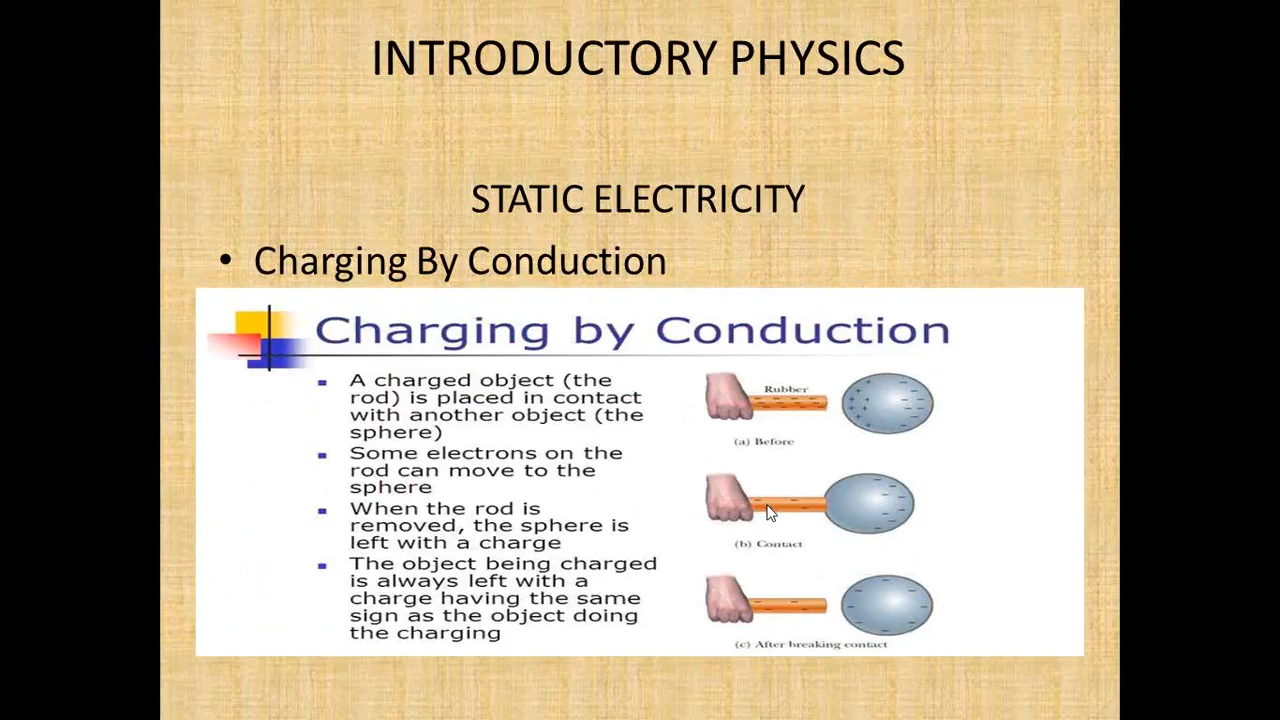 INTRODUCTORY PHYSICS
STATIC ELECTRICITY
• Charging By Conduction
Charging by Conduction
A charged object (the
rod) is placed in contact
with another object (the
sphere)
Some electrons on the
rod can move to the
sphere
When the rod is
removed, the sphere is
left with a charge
The object being charged
is always left with a
charge having the same
sign as the object doing
the charging
Rubber
(a) Before
(b) Contact
(c) After breaking contact